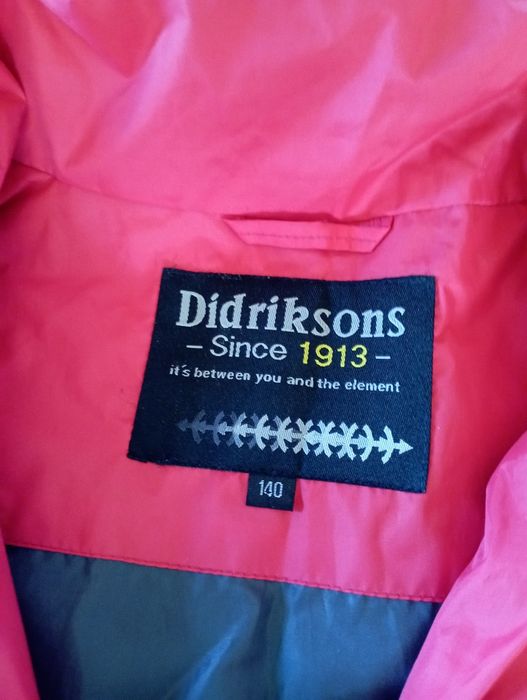 Didriksons
- Since 1913 -
it's between you and the element
140